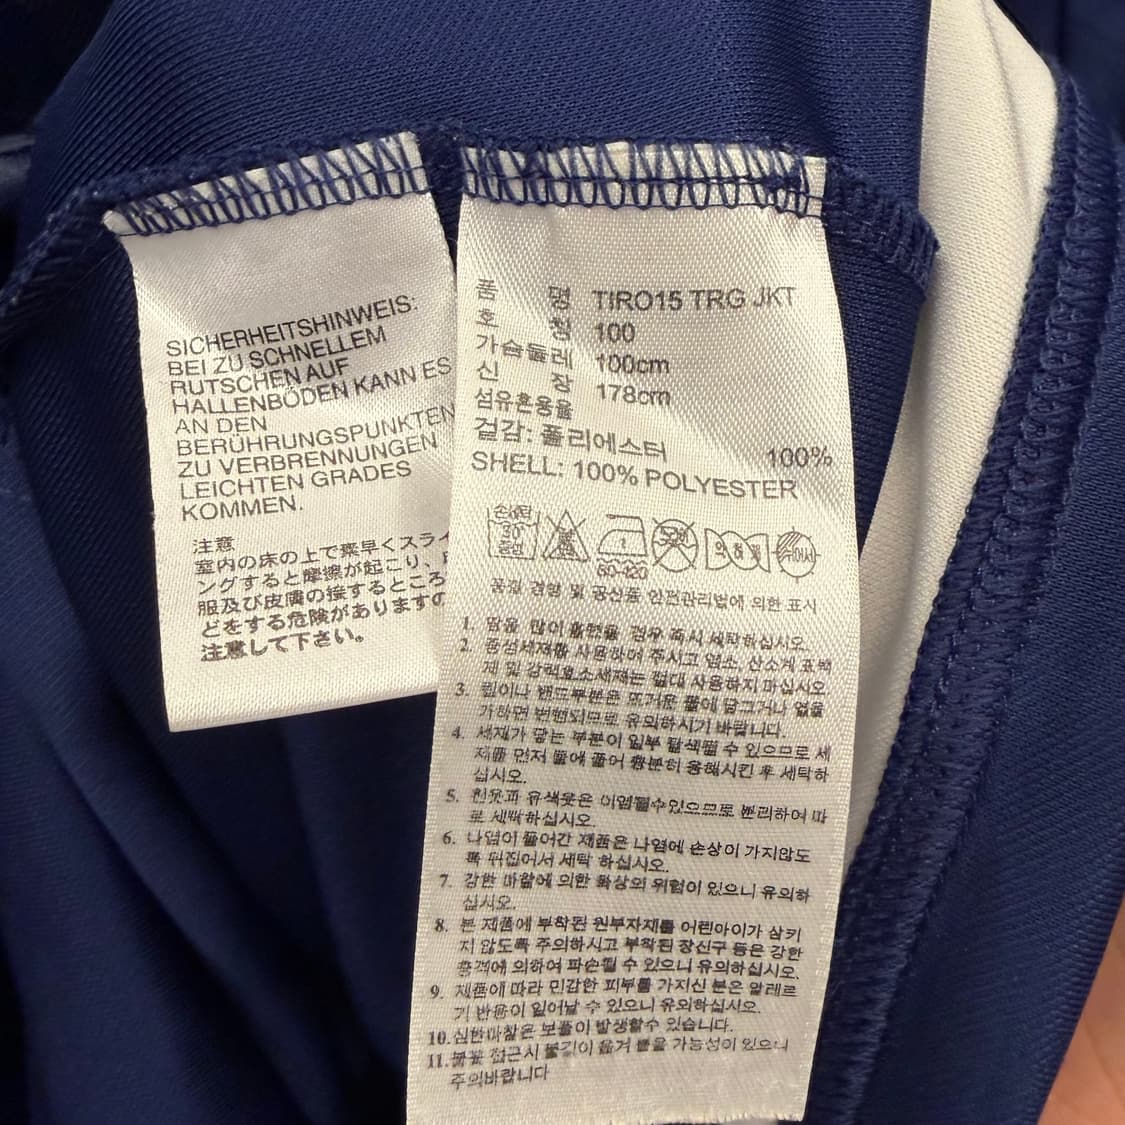 SICHERHEITSHINWEIS:
BEI ZU SCHNELLEM
RUTSCHEN AUF
HALLENBÖDEN KANN ES
AN DEN
BERÜHRUNGSPUNKTEN
ZU VERBRENNUNGEN
LEICHTEN GRADES
KOMMEN.
注意
室内の床の上で素早くスライ
ングすると摩擦が起こり、
服及び皮膚の接するところ
どをする危険がありますの
注意して下さい。
품 명 TIRO15 TRG JKT
호 칭 100
가슴둘레 100cm
신 장 178cm
섬유혼용율
겉감: 폴리에스터 100%
SHELL: 100% POLYESTER
손세탁 30° 중성
1 80-120
약하게
품질 경영 및 공산품 안전관리법에 의한 표시
1. 땀을 많이 흘렸을 경우 즉시 세탁하십시오.
2. 중성세제를 사용하여 주시고 염소, 산소계 표백
제 및 강력효소세제는 절대 사용하지 마십시오.
3. 힘이나 밴드부분은 뜨거운 물에 담그거나 열을
가하면 변형되므로 유의하시기 바랍니다.
4. 세제가 닿는 부분이 일부 탈색될 수 있으므로 세
제를 먼저 물에 풀어 충분히 용해시킨 후 세탁하
십시오.
5. 흰옷과 유색옷은 이염될수있으므로 분리하여 따
로 세탁하십시오.
6. 나염이 들어간 제품은 나염에 손상이 가지않도
록 뒤집어서 세탁 하십시오.
7. 강한 마찰에 의한 화상의 위험이 있으니 유의하
십시오.
8. 본 제품에 부착된 원부자재를 어린아이가 삼키
지 않도록 주의하시고 부착된 장신구 등은 강한
충격에 의하여 파손될 수 있으니 유의하십시오.
9. 제품에 따라 민감한 피부를 가지신 분은 알레르
기 반응이 일어날 수 있으니 유의하십시오.
10. 심한마찰은 보풀이 발생할수 있습니다.
11. 불꽃 접근시 불길이 옮겨 붙을 가능성이 있으니
주의바랍니다